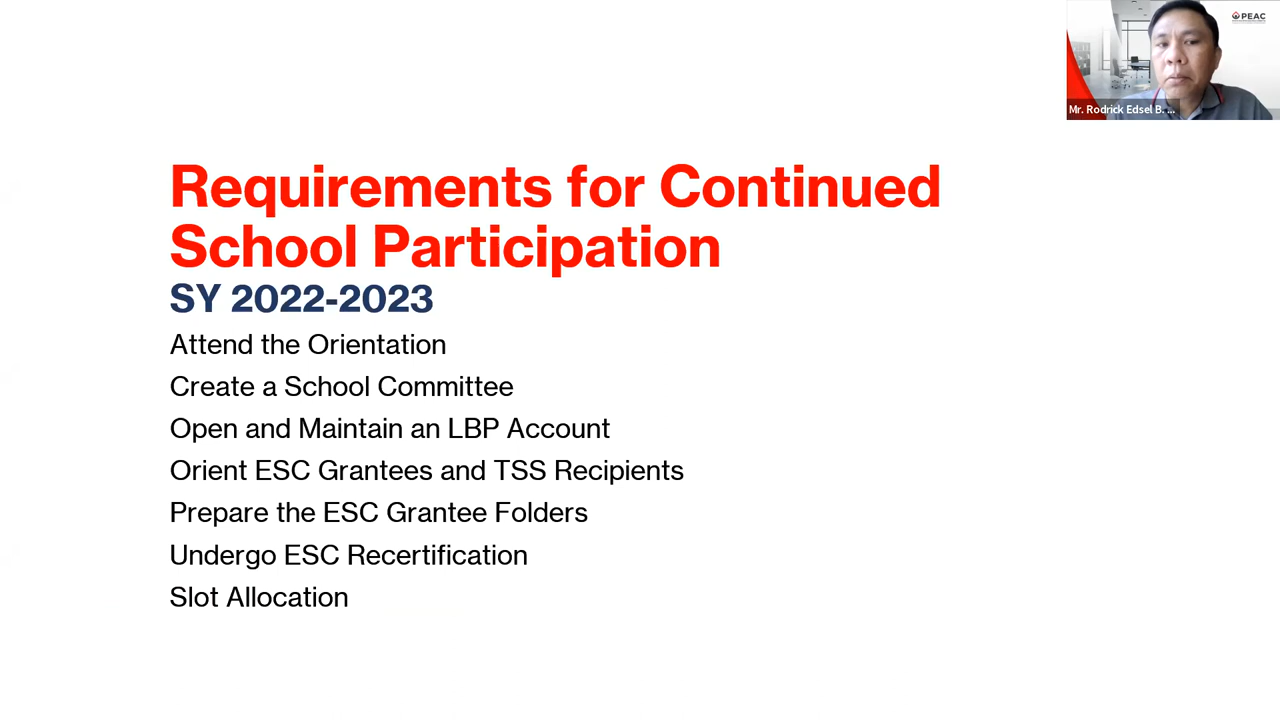 PEAC
Mr. Rodrick Edsel B. ...
Requirements for Continued
School Participation
SY 2022-2023
Attend the Orientation
Create a School Committee
Open and Maintain an LBP Account
Orient ESC Grantees and TSS Recipients
Prepare the ESC Grantee Folders
Undergo ESC Recertification
Slot Allocation